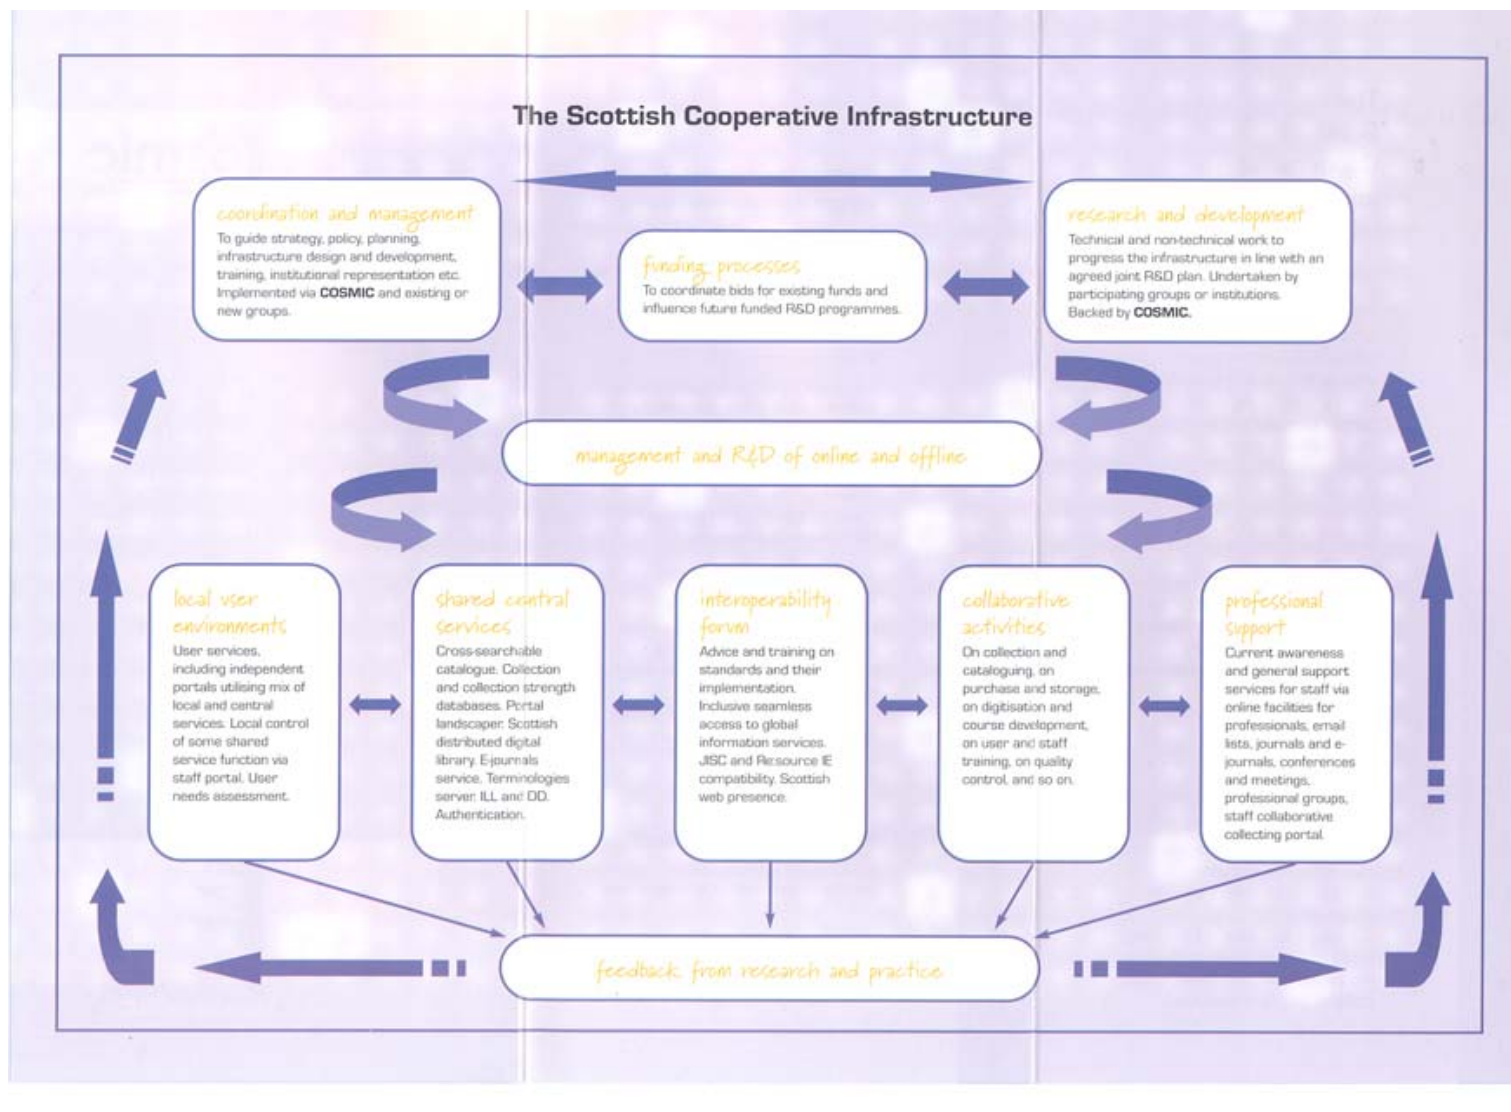 The Scottish Cooperative Infrastructure
coordination and management
To guide strategy, policy, planning,
infrastructure design and development,
training, institutional representation etc.
Implemented via COSMIC and existing or
new groups.
funding processes
To coordinate bids for existing funds and
influence future funded R&D programmes.
research and development
Technical and non-technical work to
progress the infrastructure in line with an
agreed joint R&D plan. Undertaken by
participating groups or institutions.
Backed by COSMIC.
management and R&D of online and offline
local user
environments
User services,
including independent
portals utilising mix of
local and central
services. Local control
of some shared
service function via
staff portal. User
needs assessment.
shared central
services
Cross-searchable
catalogue. Collection
and collection strength
databases. Portal
landscaper. Scottish
distributed digital
library. E-journals
service. Terminologies
server. ILL and DD.
Authentication.
interoperability
forum
Advice and training on
standards and their
implementation.
Inclusive seamless
access to global
information services.
JISC and Re:source IE
compatibility. Scottish
web presence.
collaborative
activities
On collection and
cataloguing, on
purchase and storage,
on digitisation and
course development,
on user and staff
training, on quality
control, and so on.
professional
support
Current awareness
and general support
services for staff via
online facilities for
professionals, email
lists, journals and e-
journals, conferences
and meetings,
professional groups,
staff collaborative
collecting portal.
feedback from research and practice